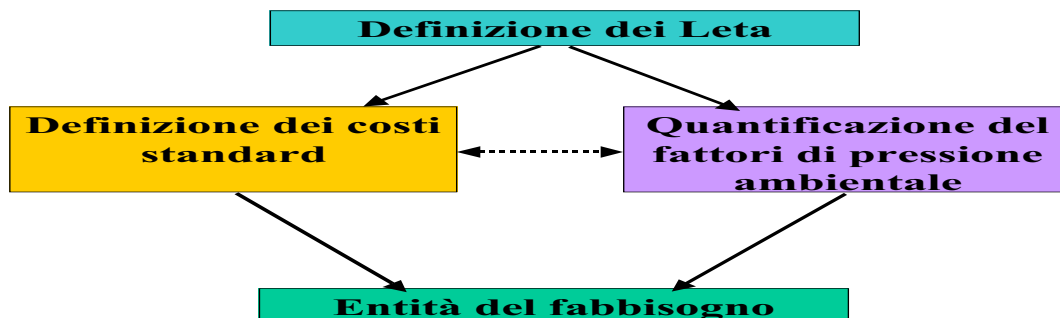 Definizione dei Leta
Definizione dei costi
standard
Quantificazione del
fattori di pressione
ambientale
Entità del fabbisogno